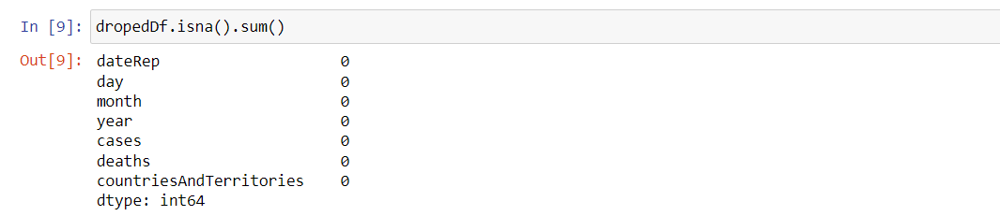 In [9]: dropedDf.isna().sum()
Out[9]: dateRep 0
day 0
month 0
year 0
cases 0
deaths 0
countriesAndTerritories 0
dtype: int64